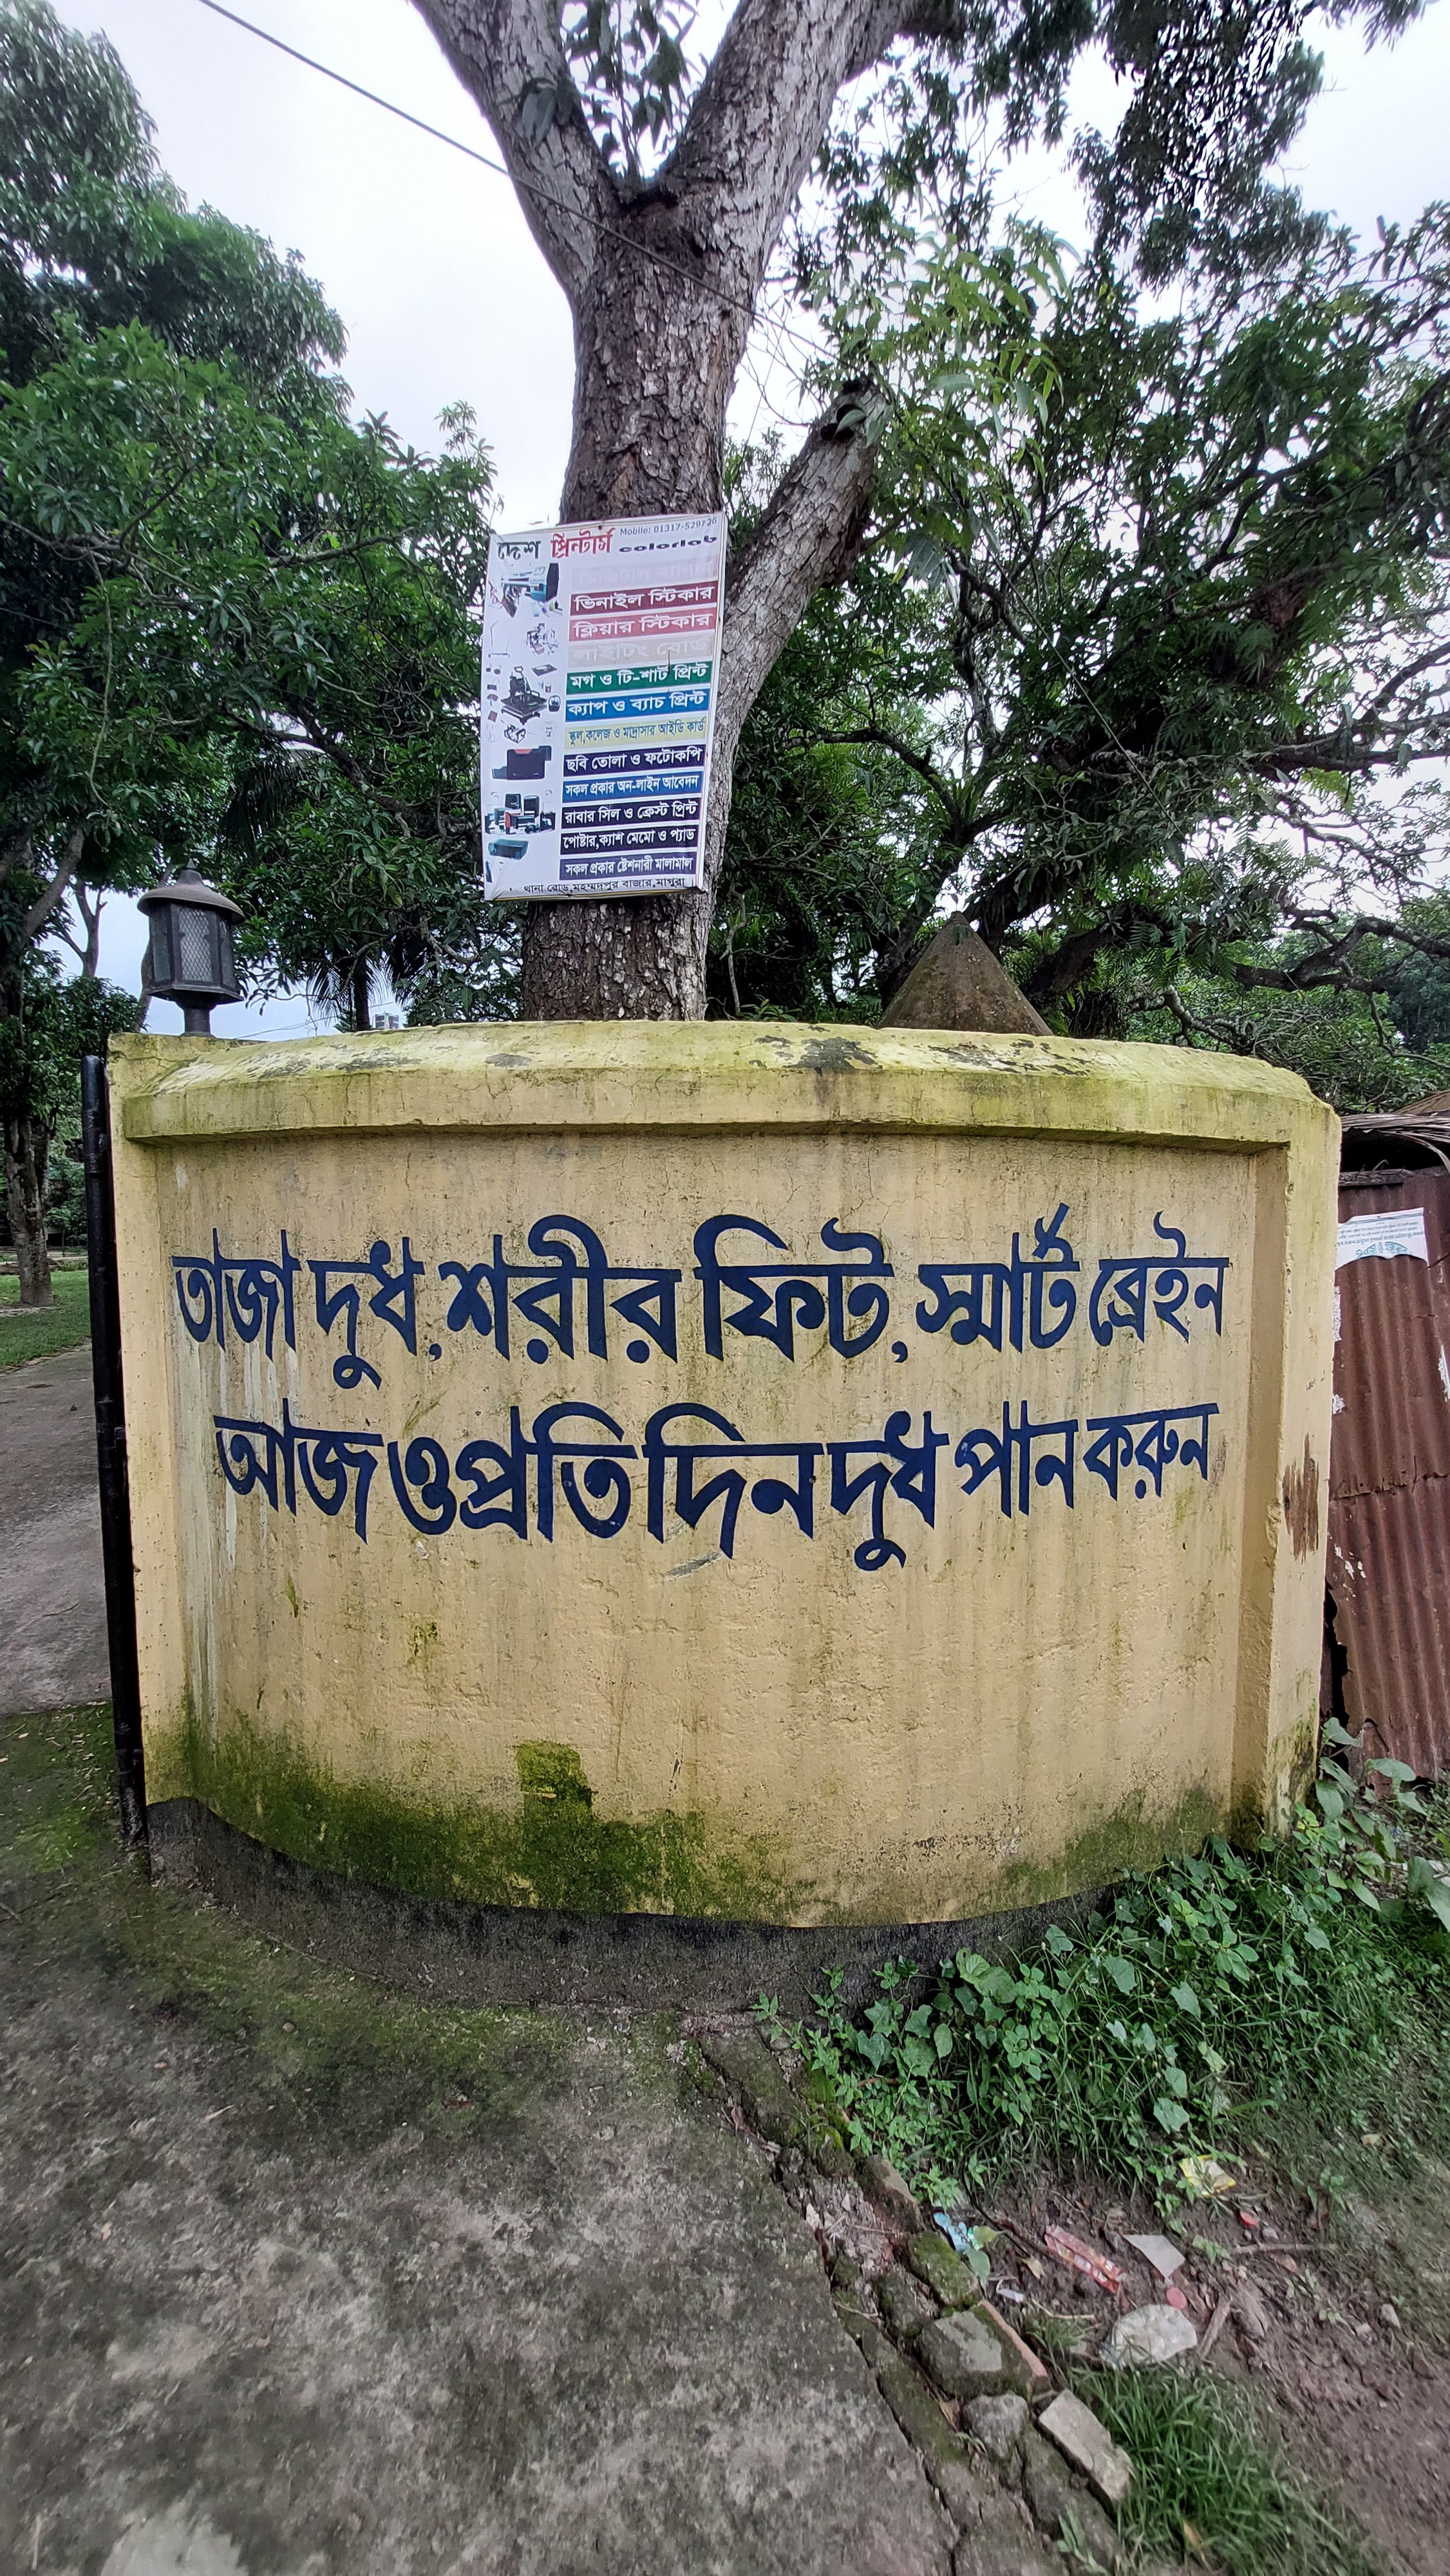 দেশ প্রিন্টার্স
Mobile: 01317-529726
colorlab
ভিনাইল স্টিকার
ক্লিয়ার স্টিকার
লাইটিং বোর্ড
মগ ও টি-শার্ট প্রিন্ট
ক্যাপ ও ব্যাচ প্রিন্ট
স্কুল,কলেজ ও মাদ্রাসার আইডি কার্ড
ছবি তোলা ও ফটোকপি
সকল প্রকার অন-লাইন আবেদন
রাবার সিল ও ক্রেস্ট প্রিন্ট
পোষ্টার,ক্যাশ মেমো ও প্যাড
সকল প্রকার ষ্টেশনারী মালামাল
থানা রোড,মহম্মদপুর বাজার,মাগুরা
তাজা দুধ,শরীর ফিট,স্মার্ট ব্রেইন
আজ ও প্রতি দিন দুধ পান করুন